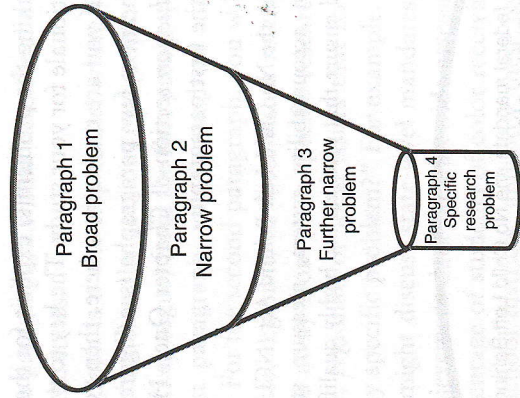 Paragraph 1
Broad problem
Paragraph 2
Narrow problem
Paragraph 3
Further narrow
problem
Paragraph 4
Specific
research
problem